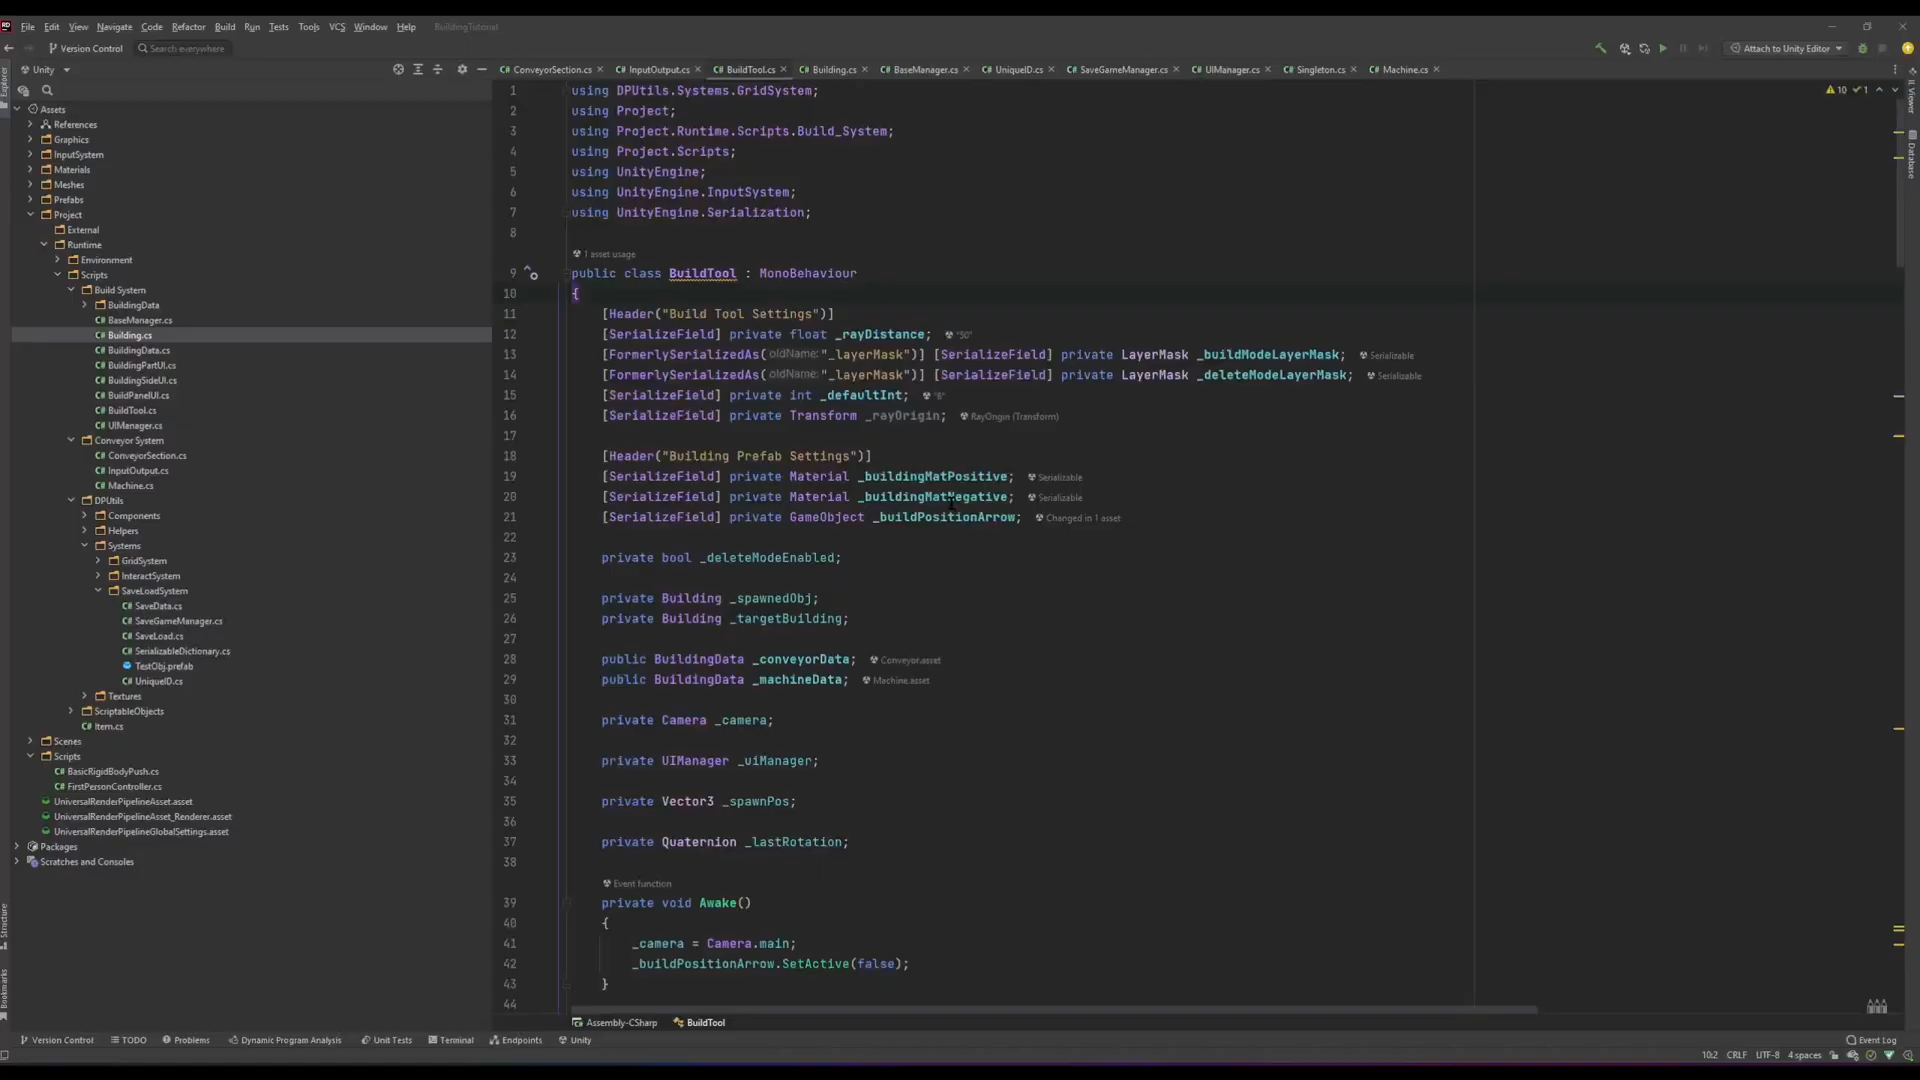 File Edit View Navigate Code Refactor Build Run Tests Tools VCS Window Help BuildingTutorial
Version Control Search everywhere Attach to Unity Editor
Unity
ConveyorSection.cs InputOutput.cs BuildTool.cs Building.cs BaseManager.cs UniqueID.cs SaveGameManager.cs UIManager.cs Singleton.cs Machine.cs
Explorer
Assets
References
Graphics
InputSystem
Materials
Meshes
Prefabs
Project
External
Runtime
Environment
Scripts
Build System
BuildingData
BaseManager.cs
Building.cs
BuildingData.cs
BuildingPartUI.cs
BuildingSideUI.cs
BuildPanelUI.cs
BuildTool.cs
UIManager.cs
Conveyor System
ConveyorSection.cs
InputOutput.cs
Machine.cs
DPUtils
Components
Helpers
Systems
GridSystem
InteractSystem
SaveLoadSystem
SaveData.cs
SaveGameManager.cs
SaveLoad.cs
SerializableDictionary.cs
TestObj.prefab
UniqueID.cs
Textures
ScriptableObjects
Item.cs
Scenes
Scripts
BasicRigidBodyPush.cs
FirstPersonController.cs
UniversalRenderPipelineAsset.asset
UniversalRenderPipelineAsset_Renderer.asset
UniversalRenderPipelineGlobalSettings.asset
Packages
Scratches and Consoles
Structure
Bookmarks
1 using DPUtils.Systems.GridSystem;
2 using Project;
3 using Project.Runtime.Scripts.Build_System;
4 using Project.Scripts;
5 using UnityEngine;
6 using UnityEngine.InputSystem;
7 using UnityEngine.Serialization;
8
1 asset usage
9 public class BuildTool : MonoBehaviour
10 {
11 [Header("Build Tool Settings")]
12 [SerializeField] private float _rayDistance; "50"
13 [FormerlySerializedAs(oldName: "_layerMask")] [SerializeField] private LayerMask _buildModeLayerMask; Serializable
14 [FormerlySerializedAs(oldName: "_layerMask")] [SerializeField] private LayerMask _deleteModeLayerMask; Serializable
15 [SerializeField] private int _defaultInt; "6"
16 [SerializeField] private Transform _rayOrigin; RayOrigin (Transform)
17
18 [Header("Building Prefab Settings")]
19 [SerializeField] private Material _buildingMatPositive; Serializable
20 [SerializeField] private Material _buildingMatNegative; Serializable
21 [SerializeField] private GameObject _buildPositionArrow; Changed in 1 asset
22
23 private bool _deleteModeEnabled;
24
25 private Building _spawnedObj;
26 private Building _targetBuilding;
27
28 public BuildingData _conveyorData; Conveyor.asset
29 public BuildingData _machineData; Machine.asset
30
31 private Camera _camera;
32
33 private UIManager _uiManager;
34
35 private Vector3 _spawnPos;
36
37 private Quaternion _lastRotation;
38
Event function
39 private void Awake()
40 {
41 _camera = Camera.main;
42 _buildPositionArrow.SetActive(false);
43 }
44
10 1
IL Viewer
Database
Assembly-CSharp BuildTool
Version Control TODO Problems Dynamic Program Analysis Unit Tests Terminal Endpoints Unity Event Log
10:2 CRLF UTF-8 4 spaces